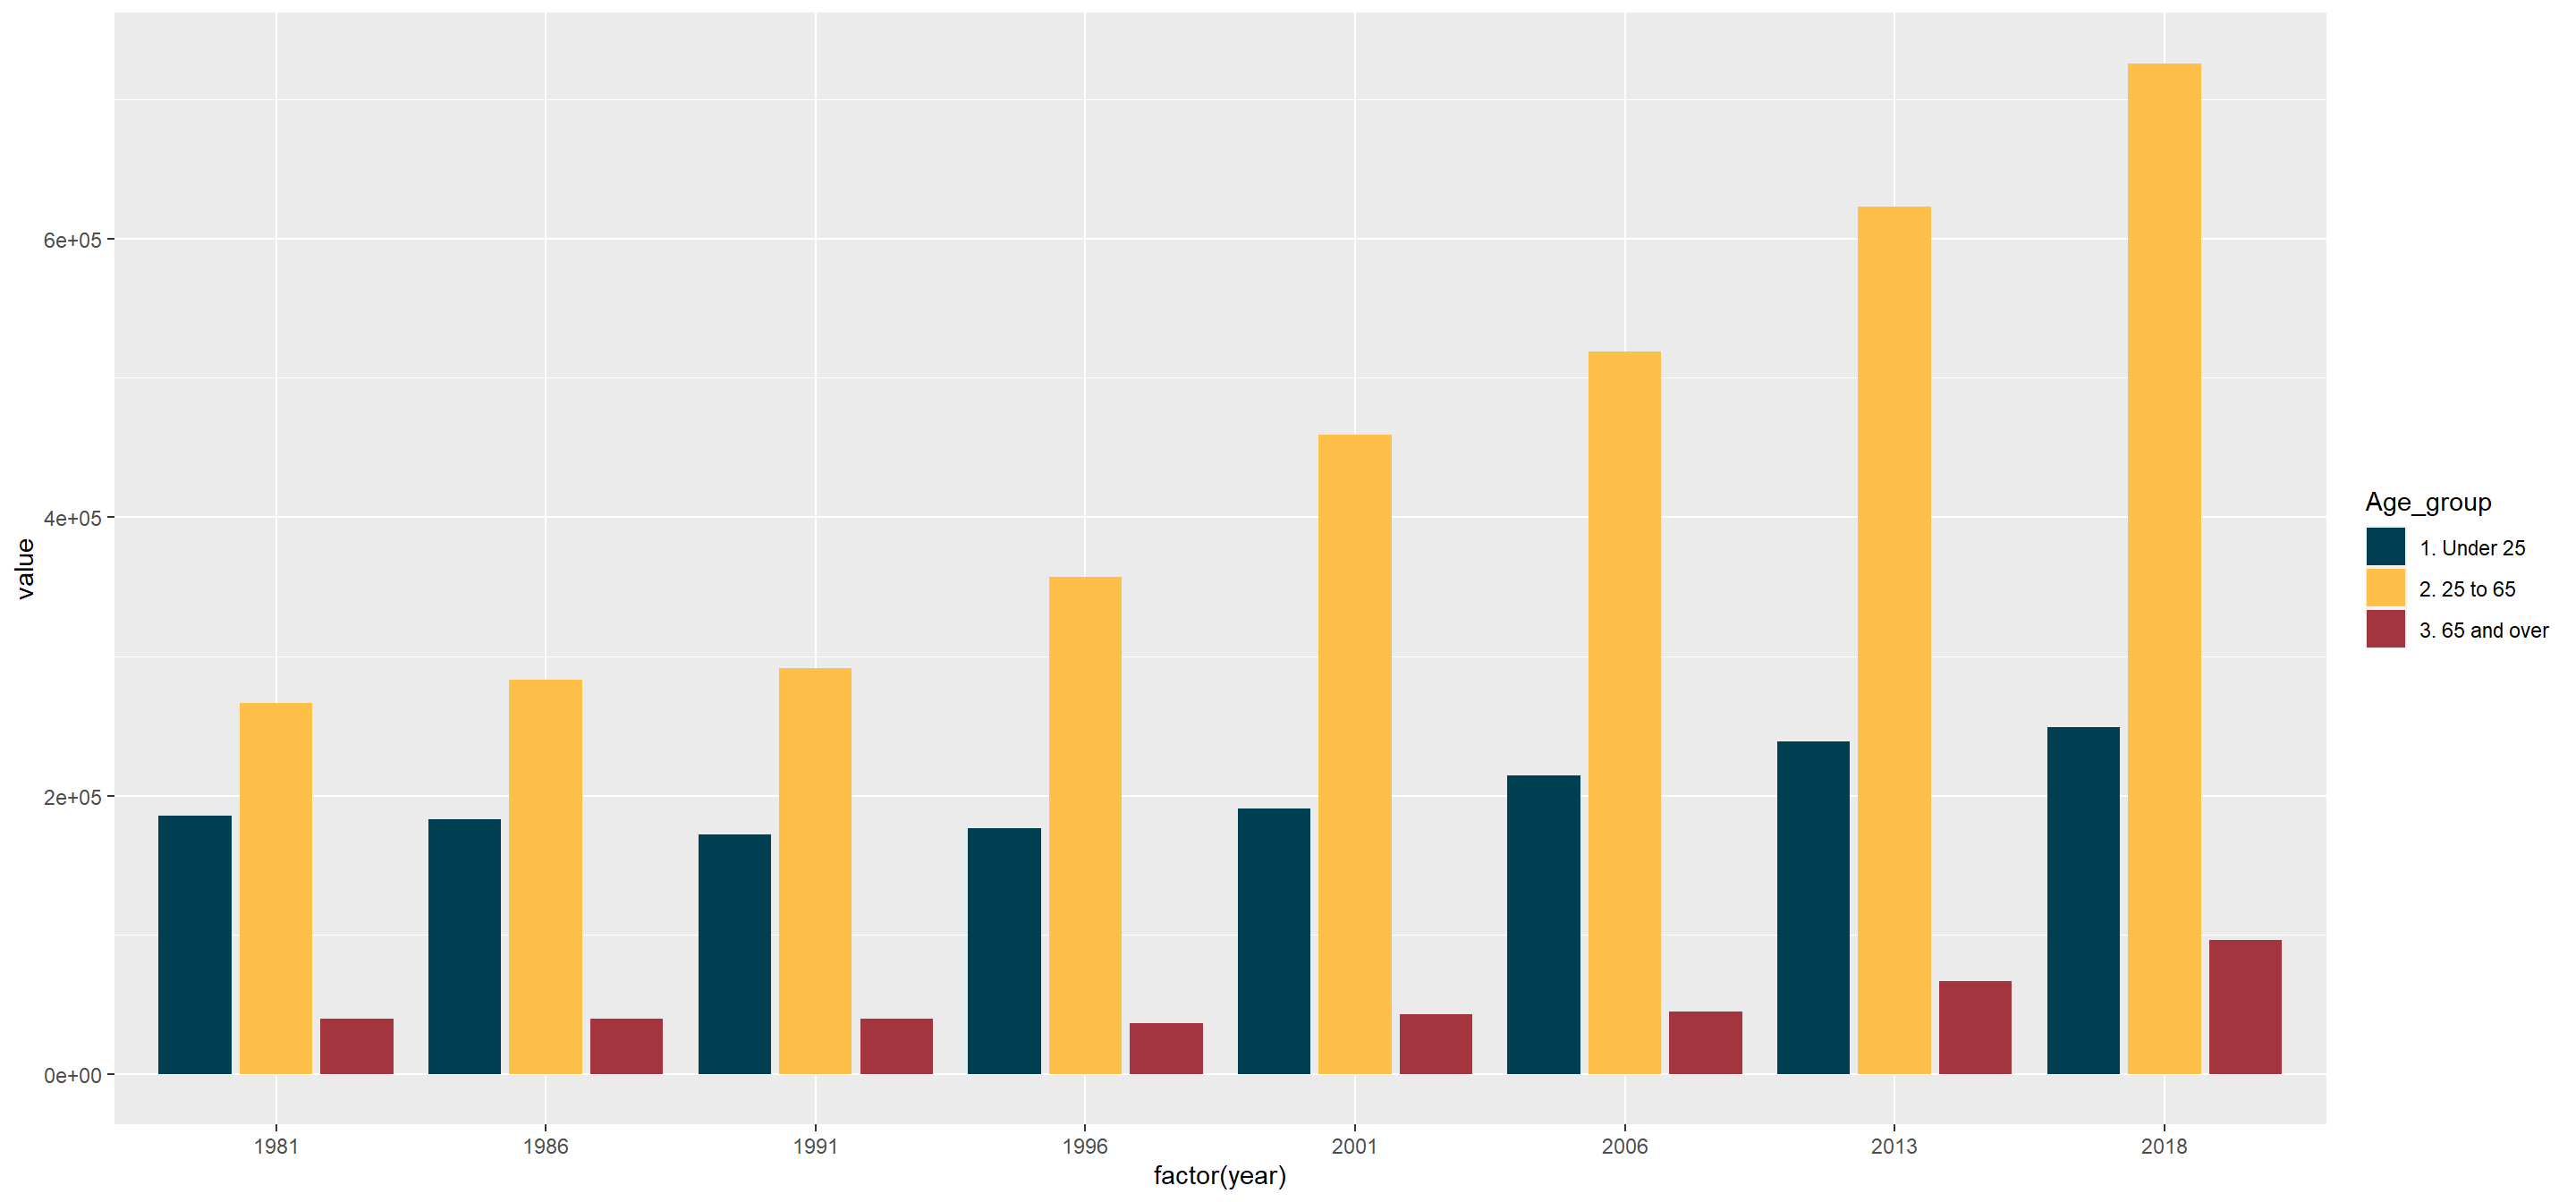 value
6e+05
4e+05
2e+05
0e+00
1981 1986 1991 1996 2001 2006 2013 2018
factor(year)
Age_group
1. Under 25
2. 25 to 65
3. 65 and over